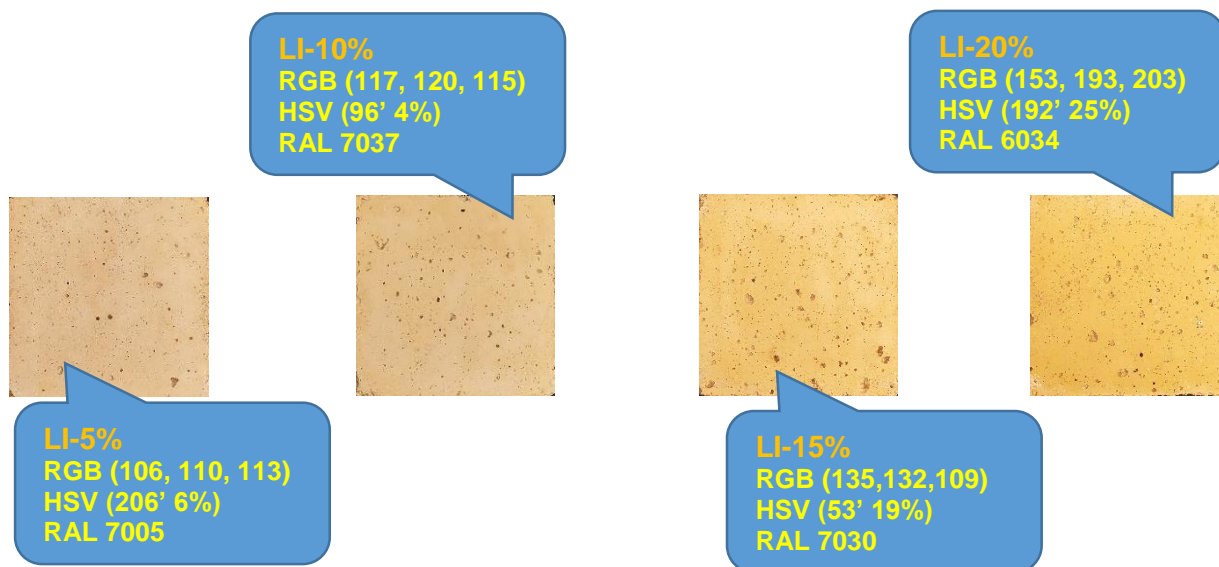 LI-10%
RGB (117, 120, 115)
HSV (96’ 4%)
RAL 7037
LI-20%
RGB (153, 193, 203)
HSV (192’ 25%)
RAL 6034
LI-5%
RGB (106, 110, 113)
HSV (206’ 6%)
RAL 7005
LI-15%
RGB (135,132,109)
HSV (53’ 19%)
RAL 7030